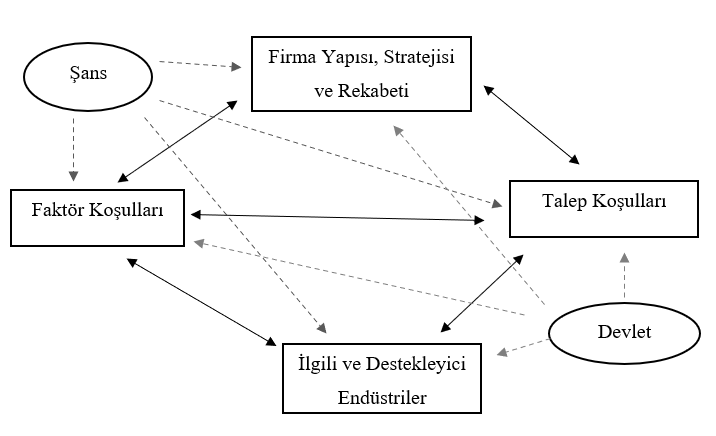 Firma Yapısı, Stratejisi
ve Rekabeti
Şans
Faktör Koşulları
Talep Koşulları
Devlet
İlgili ve Destekleyici
Endüstriler